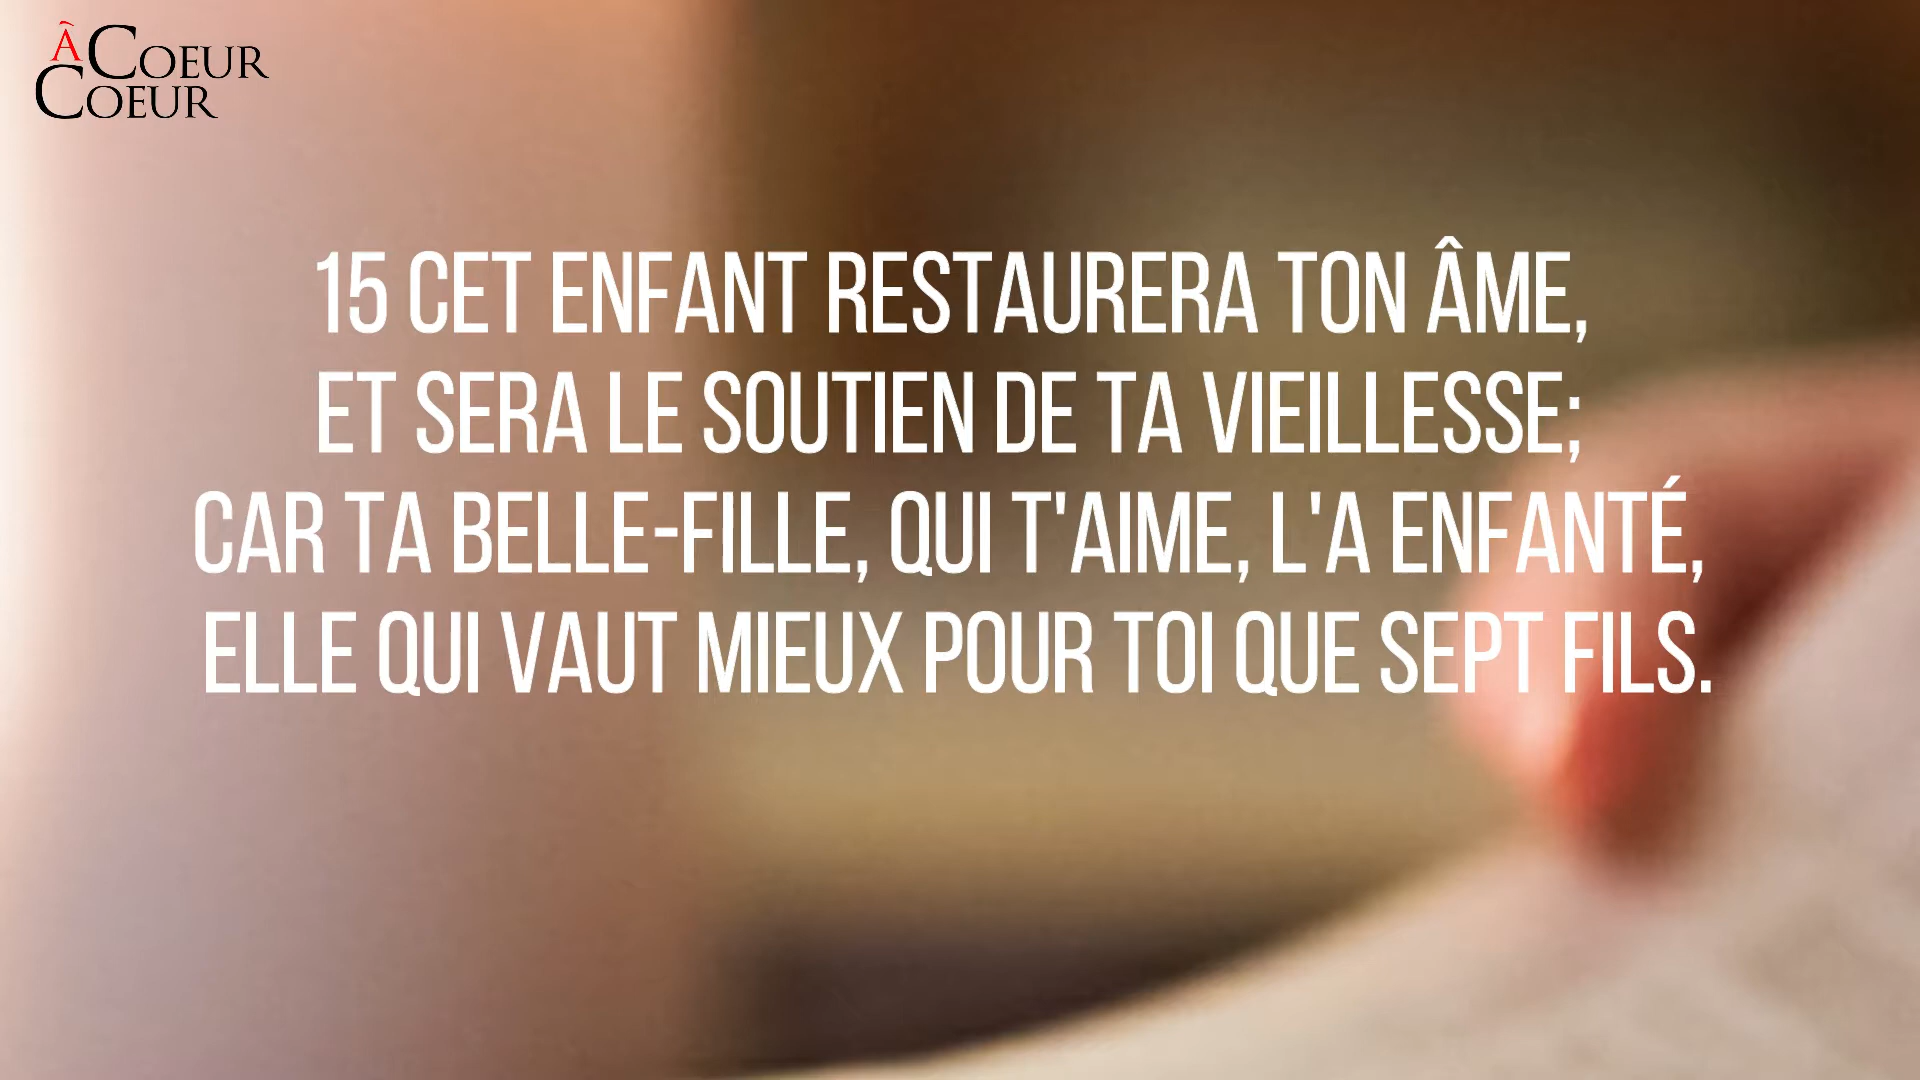 ÂCOEUR
COEUR
15 CET ENFANT RESTAURERA TON ÂME,
ET SERA LE SOUTIEN DE TA VIEILLESSE;
CAR TA BELLE-FILLE, QUI T'AIME, L'A ENFANTÉ,
ELLE QUI VAUT MIEUX POUR TOI QUE SEPT FILS.